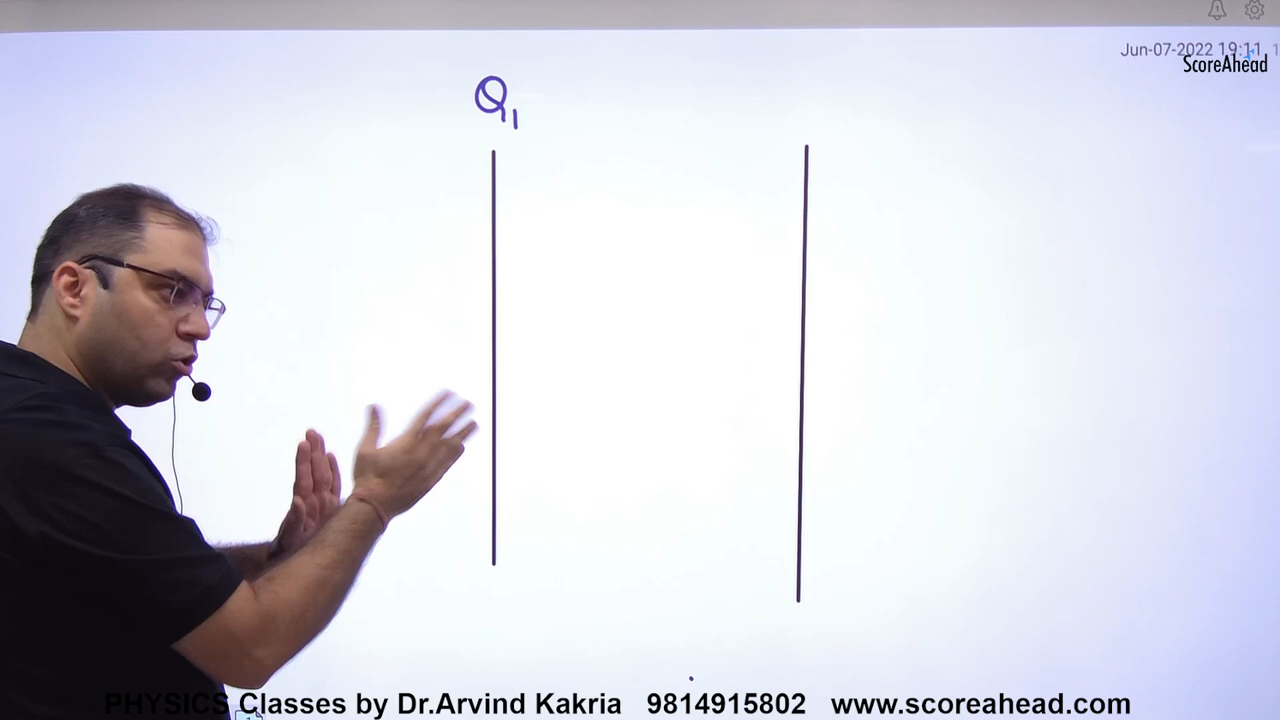 Jun-07-2022 19:11
ScoreAhead
Q1
PHYSICS Classes by Dr.Arvind Kakria 9814915802 www.scoreahead.com